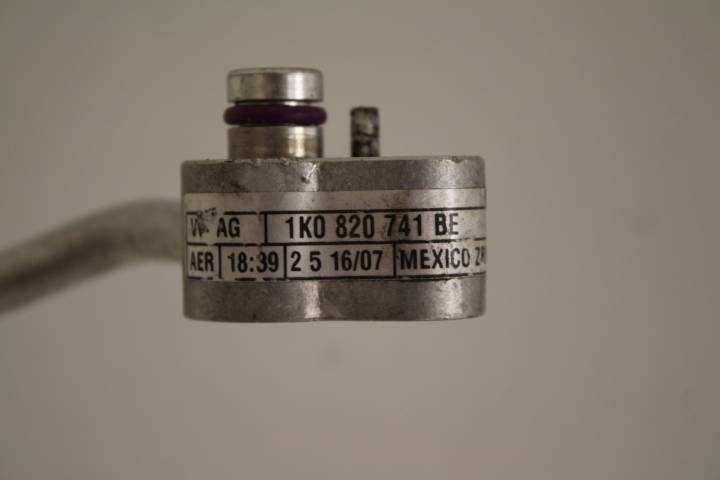 AG 1K0 820 741 BE
AER 18:39 2 5 16/07 MEXICO